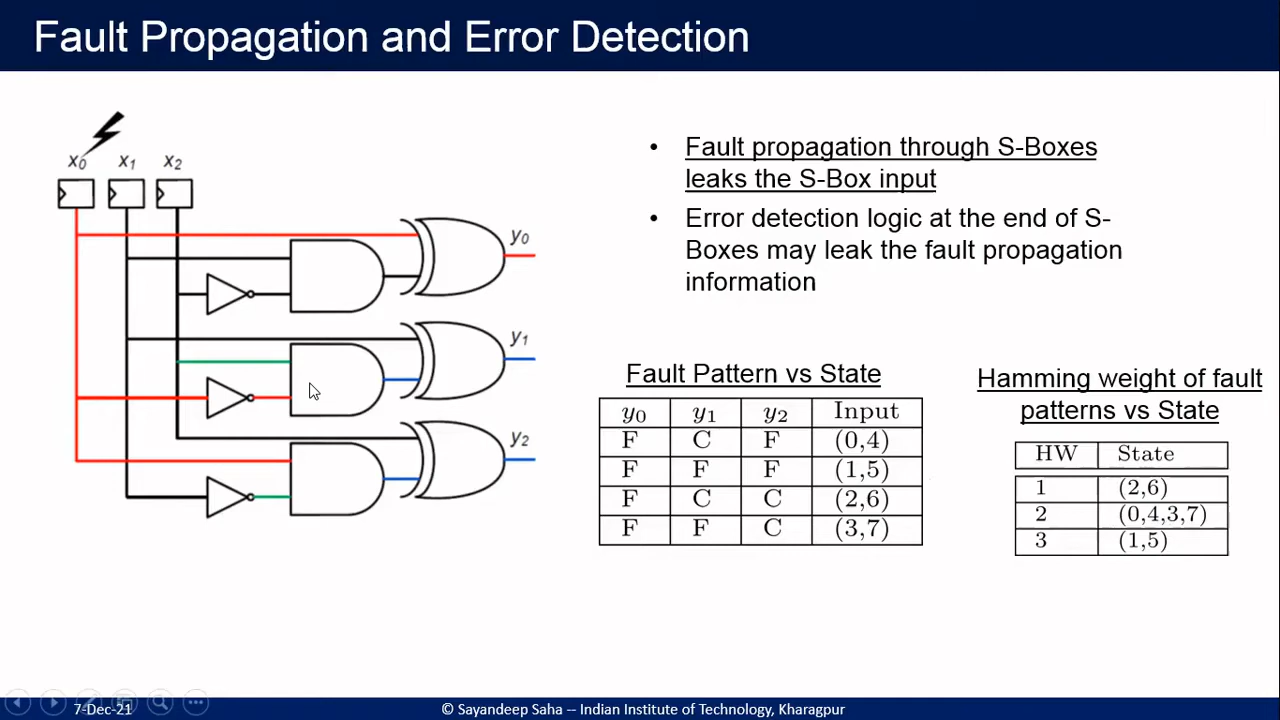 Fault Propagation and Error Detection
x0 x1 x2
y0
y1
y2
• Fault propagation through S-Boxes
leaks the S-Box input
• Error detection logic at the end of S-
Boxes may leak the fault propagation
information
Fault Pattern vs State
y0 y1 y2 Input
F C F (0,4)
F F F (1,5)
F C C (2,6)
F F C (3,7)
Hamming weight of fault
patterns vs State
HW State
1 (2,6)
2 (0,4,3,7)
3 (1,5)
7-Dec-21 © Sayandeep Saha -- Indian Institute of Technology, Kharagpur